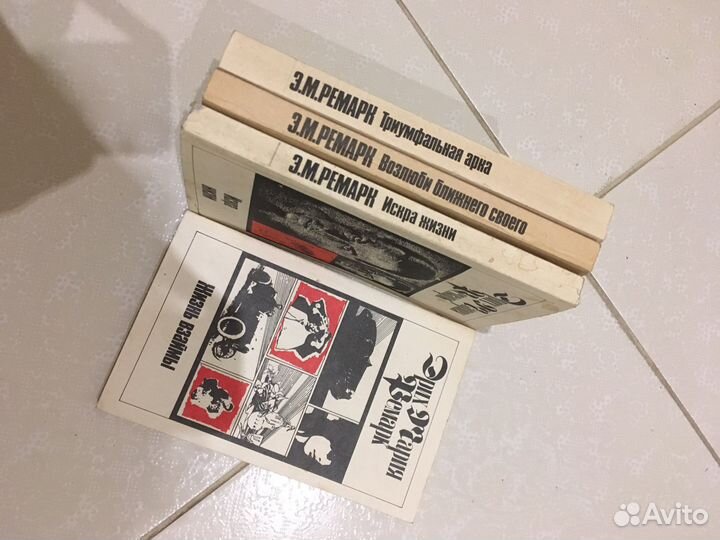 Э.М.РЕМАРК Триумфальная арка
Э.М.РЕМАРК Возлюби ближнего своего
Э.М.РЕМАРК Искра жизни
Эрих Мария
Ремарк
ЖИЗНЬ ВЗАЙМЫ
Avito